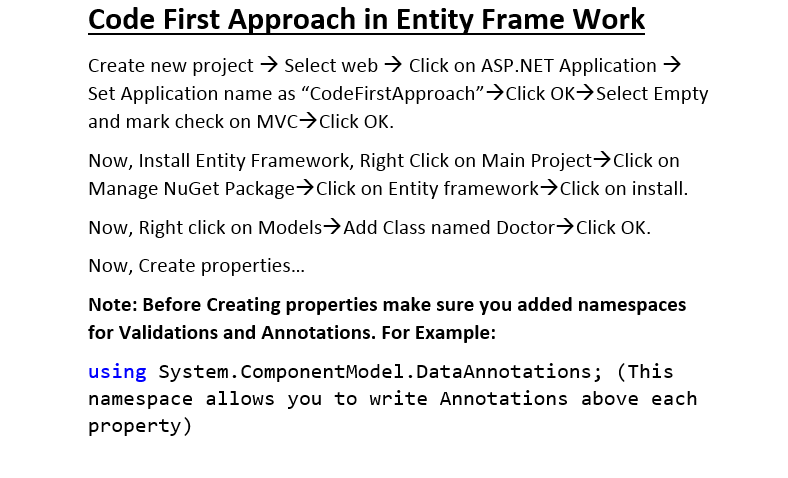 Code First Approach in Entity Frame Work
Create new project → Select web → Click on ASP.NET Application →
Set Application name as “CodeFirstApproach”→Click OK→Select Empty
and mark check on MVC→Click OK.
Now, Install Entity Framework, Right Click on Main Project→Click on
Manage NuGet Package→Click on Entity framework→Click on install.
Now, Right click on Models→Add Class named Doctor→Click OK.
Now, Create properties...
Note: Before Creating properties make sure you added namespaces
for Validations and Annotations. For Example:
using System.ComponentModel.DataAnnotations; (This
namespace allows you to write Annotations above each
property)